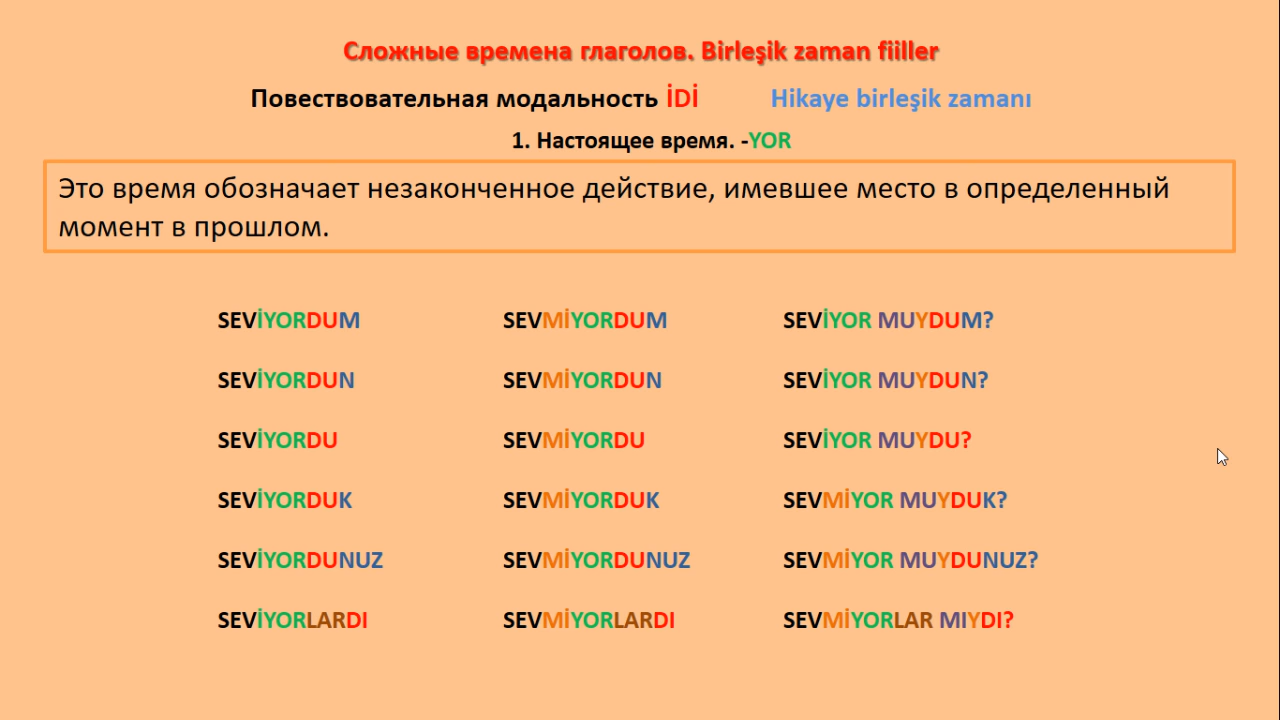 Сложные времена глаголов. Birleşik zaman fiiller
Повествовательная модальность İDİ Hikaye birleşik zamanı
1. Настоящее время. -YOR
Это время обозначает незаконченное действие, имевшее место в определенный
момент в прошлом.
SEVİYORDUM SEVMİYORDUM SEVİYOR MUYDUM?
SEVİYORDUN SEVMİYORDUN SEVİYOR MUYDUN?
SEVİYORDU SEVMİYORDU SEVİYOR MUYDU?
SEVİYORDUK SEVMİYORDUK SEVMİYOR MUYDUK?
SEVİYORDUNUZ SEVMİYORDUNUZ SEVMİYOR MUYDUNUZ?
SEVİYORLARDI SEVMİYORLARDI SEVMİYORLAR MIYDI?